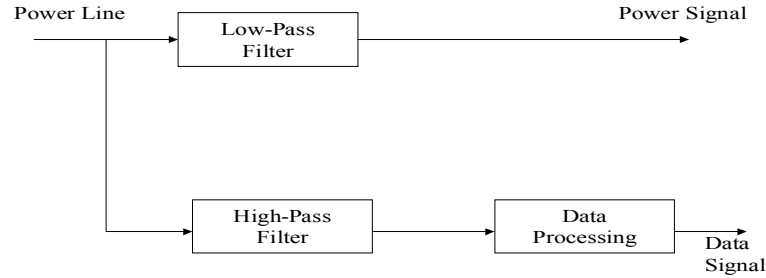 Power Line
Power Signal
Low-Pass
Filter
High-Pass
Filter
Data
Processing
Data
Signal